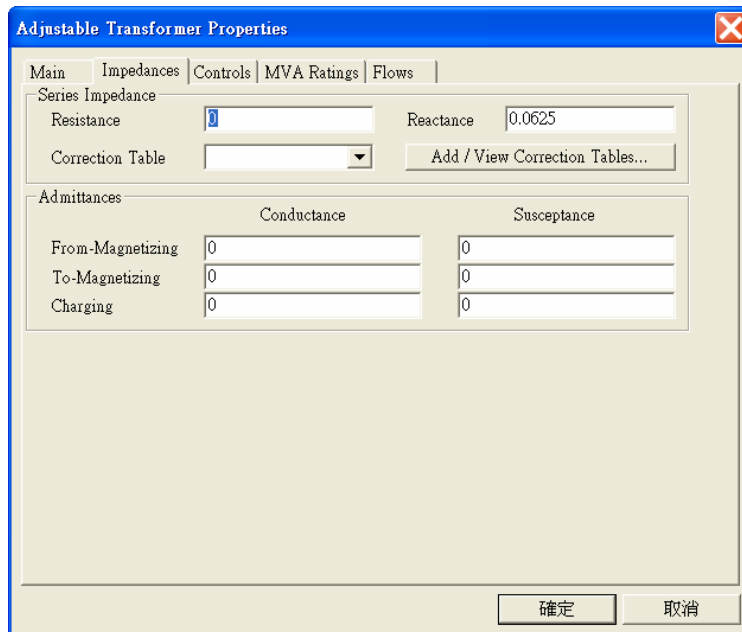 Adjustable Transformer Properties
Main Impedances Controls MVA Ratings Flows
Series Impedance
Resistance 0 Reactance 0.0625
Correction Table Add / View Correction Tables...
Admittances
Conductance Susceptance
From-Magnetizing 0 0
To-Magnetizing 0 0
Charging 0 0
確定 取消